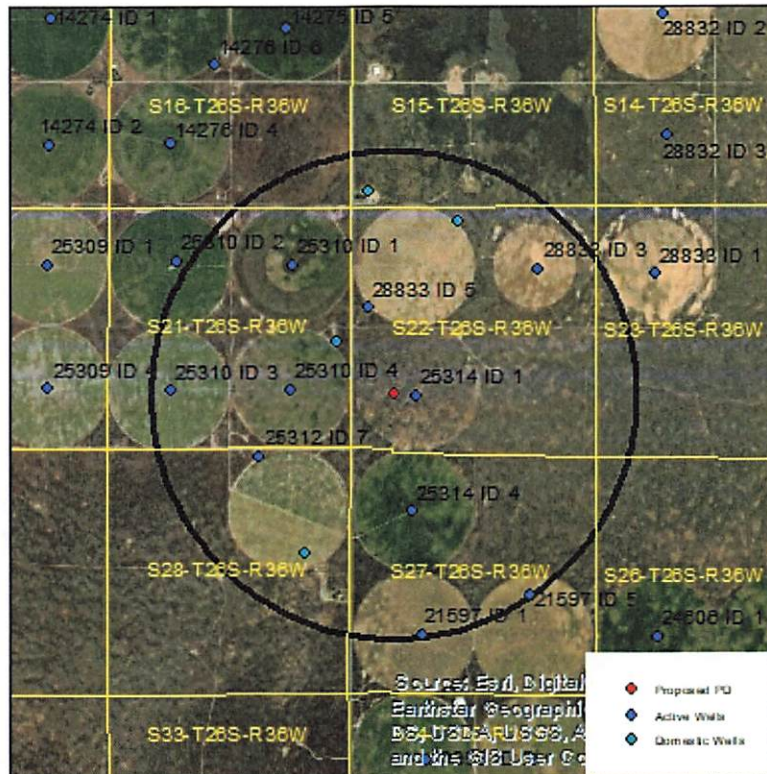 14274 ID 1
14275 ID 5
14276 ID 6
28832 ID 2
S16-T26S-R36W
S15-T26S-R36W
S14-T26S-R36W
14274 ID 2
14276 ID 4
28832 ID 3
25309 ID 1
25310 ID 2
25310 ID 1
28833 ID 3
28833 ID 1
28833 ID 5
S21-T26S-R36W
S22-T26S-R36W
S23-T26S-R36W
25309 ID 4
25310 ID 3
25310 ID 4
25314 ID 1
25312 ID 7
25314 ID 4
S28-T26S-R36W
S27-T26S-R36W
S26-T26S-R36W
21597 ID 5
21597 ID 1
Source: Esri, Digital
Earthstar Geographi
and the GIS User Co
S33-T26S-R36W
Proposed PD
Active Wells
Domestic Wells